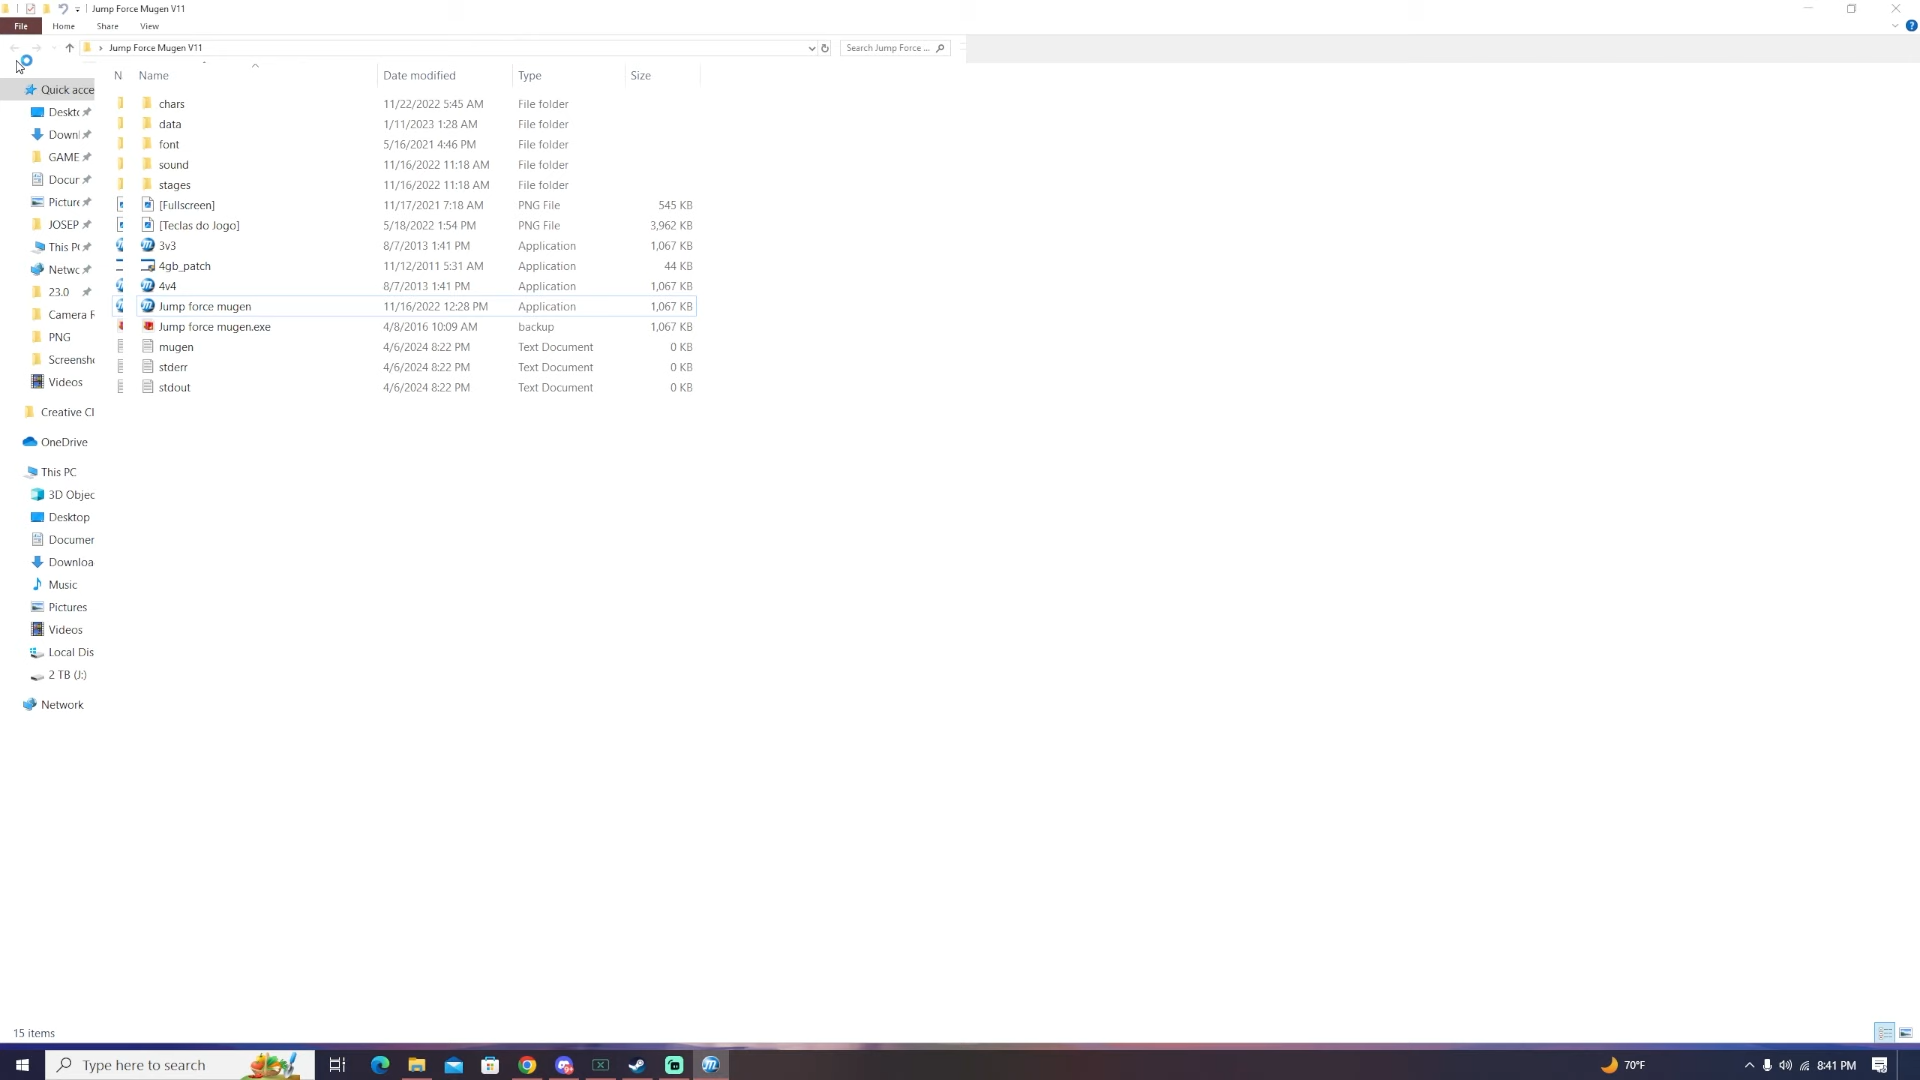 Jump Force Mugen V11
File Home Share View
Jump Force Mugen V11 Search Jump Force ...
N Name Date modified Type Size
Quick acce
Deskto
Downl
GAME
Docur
Picture
JOSEP
This P
Netwo
23.0
Camera R
PNG
Screensho
Videos
Creative Cl
OneDrive
This PC
3D Objec
Desktop
Documen
Downloa
Music
Pictures
Videos
Local Dis
2 TB (J:)
Network
chars 11/22/2022 5:45 AM File folder
data 1/11/2023 1:28 AM File folder
font 5/16/2021 4:46 PM File folder
sound 11/16/2022 11:18 AM File folder
stages 11/16/2022 11:18 AM File folder
[Fullscreen] 11/17/2021 7:18 AM PNG File 545 KB
[Teclas do Jogo] 5/18/2022 1:54 PM PNG File 3,962 KB
3v3 8/7/2013 1:41 PM Application 1,067 KB
4gb_patch 11/12/2011 5:31 AM Application 44 KB
4v4 8/7/2013 1:41 PM Application 1,067 KB
Jump force mugen 11/16/2022 12:28 PM Application 1,067 KB
Jump force mugen.exe 4/8/2016 10:09 AM backup 1,067 KB
mugen 4/6/2024 8:22 PM Text Document 0 KB
stderr 4/6/2024 8:22 PM Text Document 0 KB
stdout 4/6/2024 8:22 PM Text Document 0 KB
15 items
Type here to search 70°F 8:41 PM